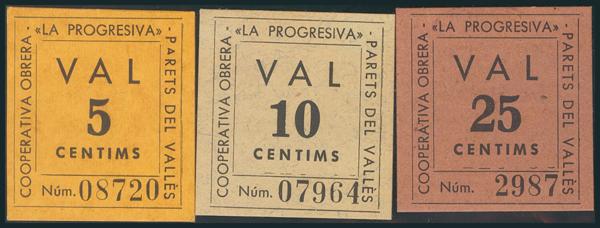 «LA PROGRESIVA»
COOPERATIVA OBRERA-
-PARETS DEL VALLÈS
VAL
5
CENTIMS
Núm. 08720
«LA PROGRESIVA»
COOPERATIVA OBRERA-
-PARETS DEL VALLÈS
VAL
10
CENTIMS
Núm. 07964
«LA PROGRESIVA»
COOPERATIVA OBRERA-
-PARETS DEL VALLÈS
VAL
25
CENTIMS
Núm. 2987